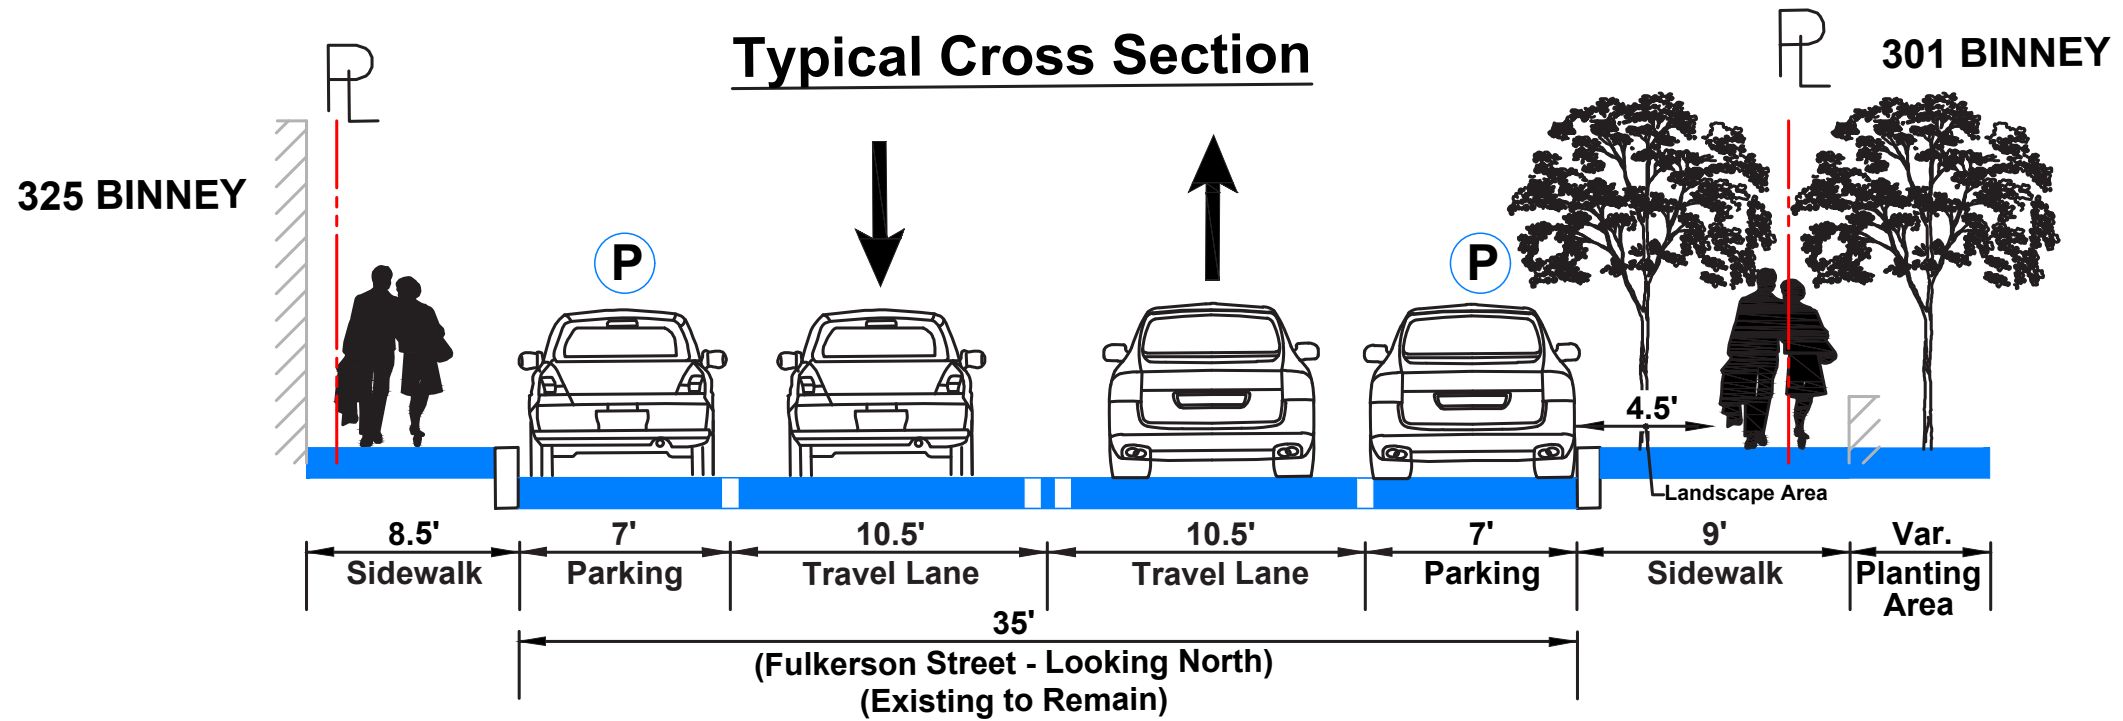 Typical Cross Section
PL
PL
301 BINNEY
325 BINNEY
P
P
4.5'
Landscape Area
8.5'
7'
10.5'
10.5'
7'
9'
Var.
Sidewalk
Parking
Travel Lane
Travel Lane
Parking
Sidewalk
Planting
Area
35'
(Fulkerson Street - Looking North)
(Existing to Remain)